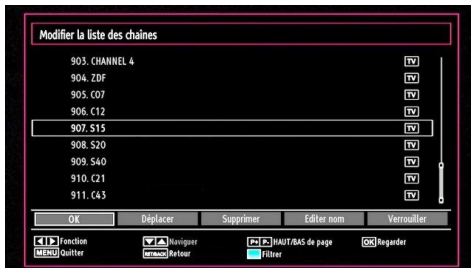 Modifier la liste des chaînes
903. CHANNEL 4 TV
904. ZDF TV
905. C07 TV
906. C12 TV
907. S15 TV
908. S20 TV
909. S40 TV
910. C21 TV
911. C43 TV
OK Déplacer Supprimer Editer nom Verrouiller
Fonction Naviguer P+ P- HAUT/BAS de page OK Regarder
MENU Quitter RET/BACK Retour Filtrer